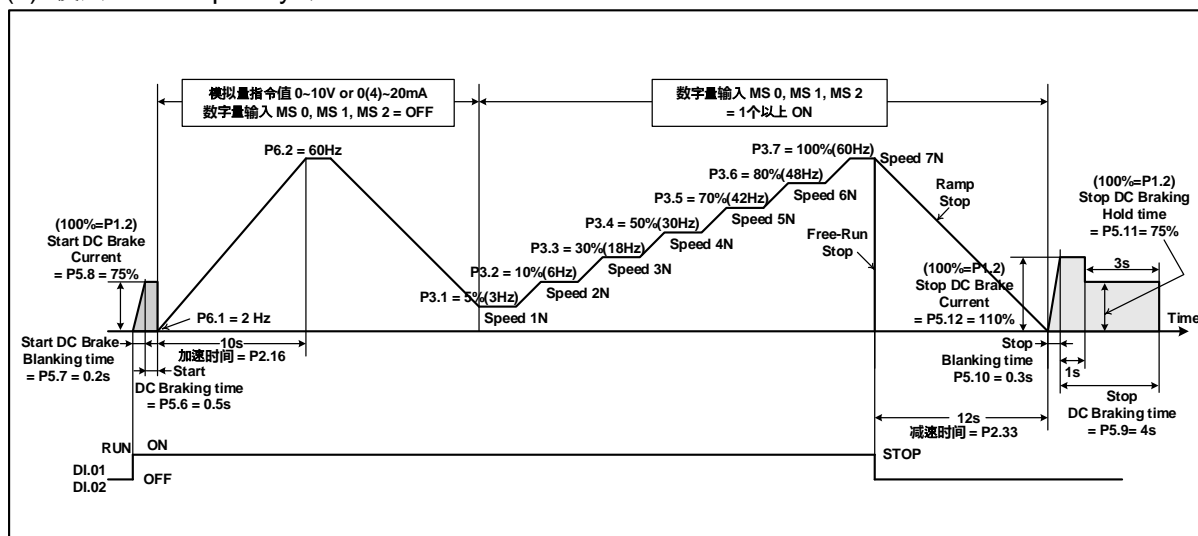 模拟量指令值 0~10V or 0(4)~20mA
数字量输入 MS 0, MS 1, MS 2 = OFF
数字量输入 MS 0, MS 1, MS 2
= 1个以上 ON
P6.2 = 60Hz
P3.7 = 100%(60Hz)
Speed 7N
P3.6 = 80%(48Hz)
Speed 6N
P3.5 = 70%(42Hz)
Speed 5N
P3.4 = 50%(30Hz)
Speed 4N
P3.3 = 30%(18Hz)
Speed 3N
P3.2 = 10%(6Hz)
Speed 2N
P3.1 = 5%(3Hz)
Speed 1N
Ramp
Stop
Free-Run
Stop
(100%=P1.2)
Start DC Brake
Current
= P5.8 = 75%
P6.1 = 2 Hz
(100%=P1.2)
Stop DC Braking
Hold time
= P5.11= 75%
(100%=P1.2)
Stop DC Brake
Current
= P5.12 = 110%
3s
Time
Start DC Brake
Blanking time
= P5.7 = 0.2s
10s
加速时间 = P2.16
Start
DC Braking time
= P5.6 = 0.5s
Stop
Blanking time
P5.10 = 0.3s
1s
Stop
DC Braking time
= P5.9= 4s
12s
减速时间 = P2.33
RUN
ON
STOP
DI.01
DI.02
OFF